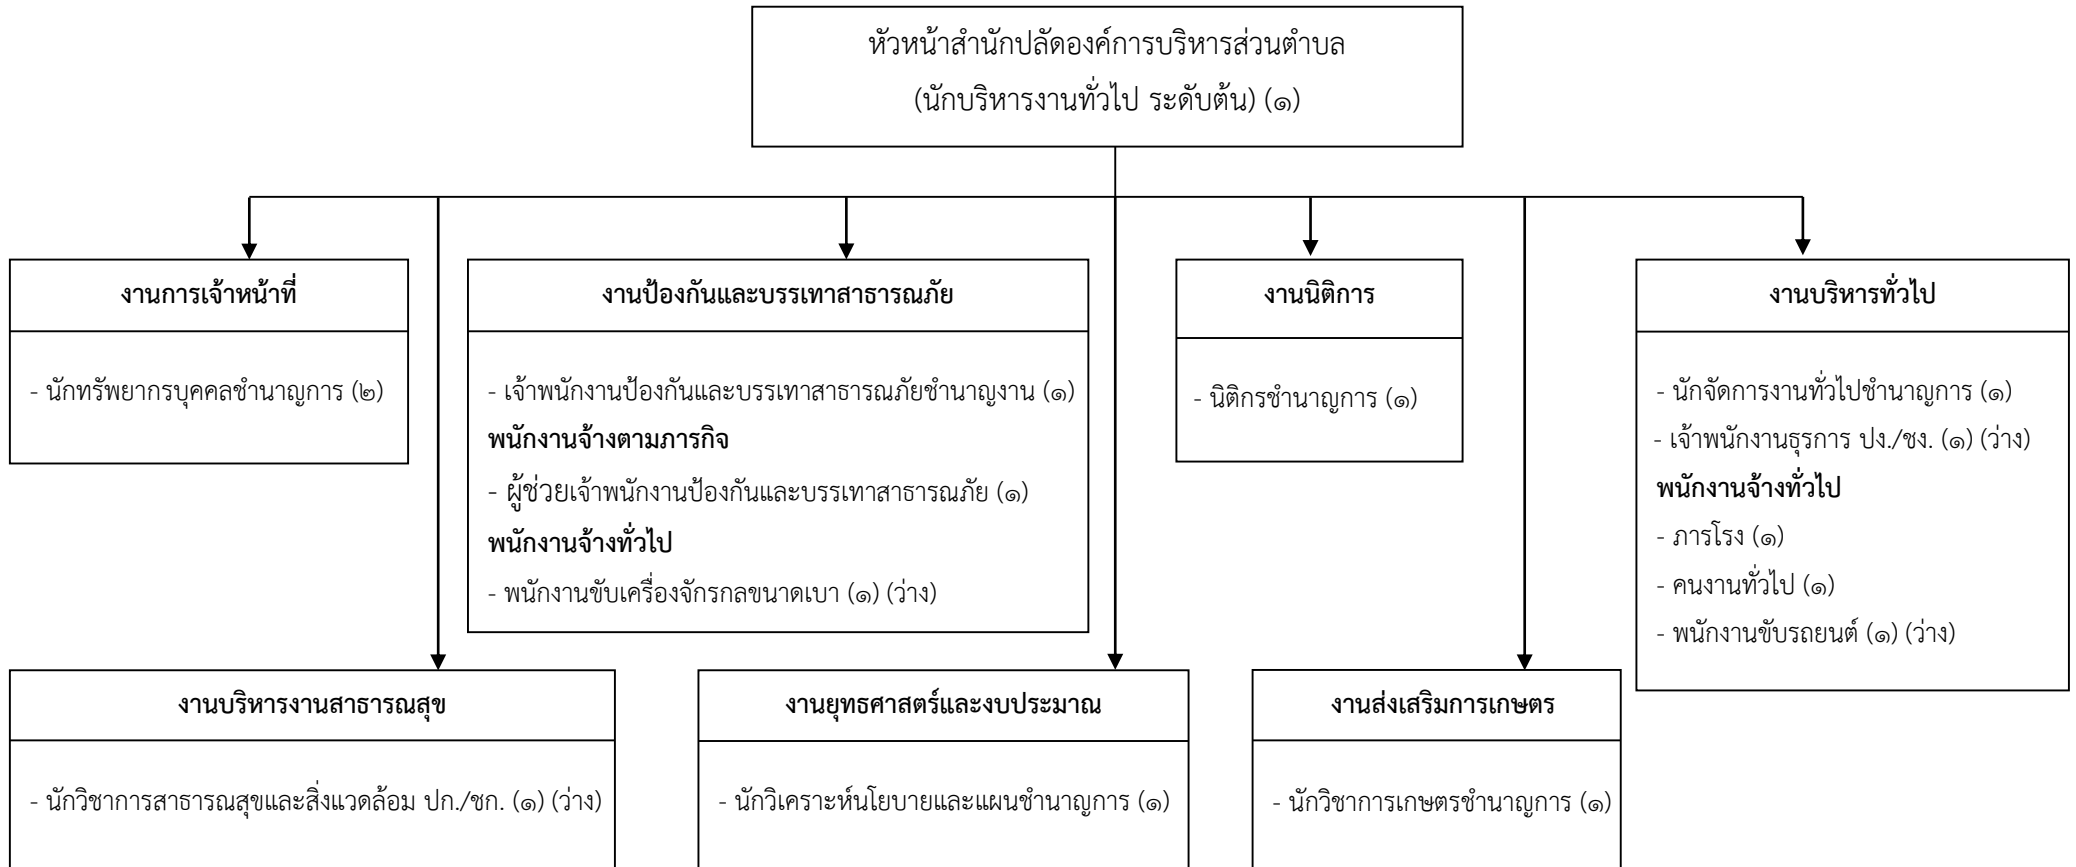 หัวหน้าสำนักปลัดองค์การบริหารส่วนตำบล
(นักบริหารงานทั่วไป ระดับต้น) (๑)
งานการเจ้าหน้าที่
- นักทรัพยากรบุคคลชำนาญการ (๒)
งานป้องกันและบรรเทาสาธารณภัย
- เจ้าพนักงานป้องกันและบรรเทาสาธารณภัยชำนาญงาน (๑)
พนักงานจ้างตามภารกิจ
- ผู้ช่วยเจ้าพนักงานป้องกันและบรรเทาสาธารณภัย (๑)
พนักงานจ้างทั่วไป
- พนักงานขับเครื่องจักรกลขนาดเบา (๑) (ว่าง)
งานนิติการ
- นิติกรชำนาญการ (๑)
งานบริหารทั่วไป
- นักจัดการงานทั่วไปชำนาญการ (๑)
- เจ้าพนักงานธุรการ ปง./ชง. (๑) (ว่าง)
พนักงานจ้างทั่วไป
- ภารโรง (๑)
- คนงานทั่วไป (๑)
- พนักงานขับรถยนต์ (๑) (ว่าง)
งานบริหารงานสาธารณสุข
- นักวิชาการสาธารณสุขและสิ่งแวดล้อม ปก./ชก. (๑) (ว่าง)
งานยุทธศาสตร์และงบประมาณ
- นักวิเคราะห์นโยบายและแผนชำนาญการ (๑)
งานส่งเสริมการเกษตร
- นักวิชาการเกษตรชำนาญการ (๑)